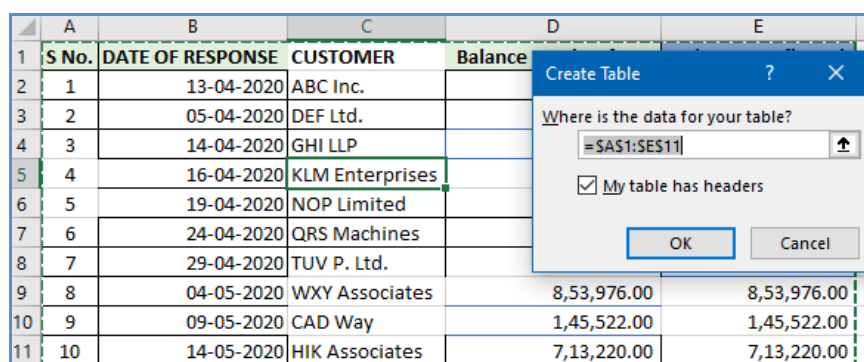 A B C D E
1 S No. DATE OF RESPONSE CUSTOMER Balance
Create Table ? ×
2 1 13-04-2020 ABC Inc.
3 2 05-04-2020 DEF Ltd.
Where is the data for your table?
4 3 14-04-2020 GHI LLP
=$A$1:$E$11
5 4 16-04-2020 KLM Enterprises
My table has headers
6 5 19-04-2020 NOP Limited
7 6 24-04-2020 QRS Machines
OK Cancel
8 7 29-04-2020 TUV P. Ltd.
9 8 04-05-2020 WXY Associates 8,53,976.00 8,53,976.00
10 9 09-05-2020 CAD Way 1,45,522.00 1,45,522.00
11 10 14-05-2020 HIK Associates 7,13,220.00 7,13,220.00